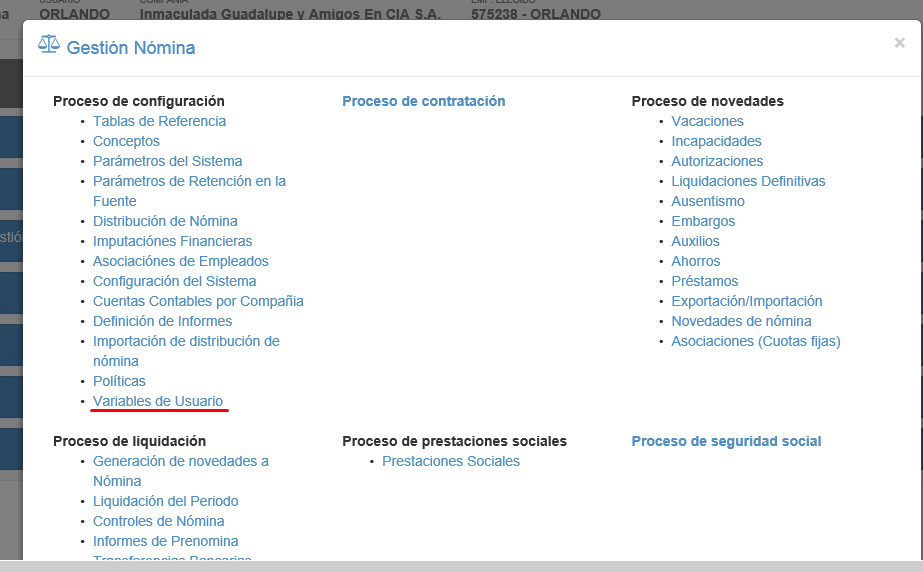 ORLANDO Inmaculada Guadalupe y Amigos En CIA S.A. 575238 - ORLANDO
Gestión Nómina ×
Proceso de configuración
• Tablas de Referencia
• Conceptos
• Parámetros del Sistema
• Parámetros de Retención en la
Fuente
• Distribución de Nómina
• Imputaciónes Financieras
• Asociaciónes de Empleados
• Configuración del Sistema
• Cuentas Contables por Compañia
• Definición de Informes
• Importación de distribución de
nómina
• Políticas
• Variables de Usuario
Proceso de contratación
Proceso de novedades
• Vacaciones
• Incapacidades
• Autorizaciones
• Liquidaciones Definitivas
• Ausentismo
• Embargos
• Auxilios
• Ahorros
• Préstamos
• Exportación/Importación
• Novedades de nómina
• Asociaciones (Cuotas fijas)
Proceso de liquidación
• Generación de novedades a
Nómina
• Liquidación del Periodo
• Controles de Nómina
• Informes de Prenomina
Proceso de prestaciones sociales
• Prestaciones Sociales
Proceso de seguridad social